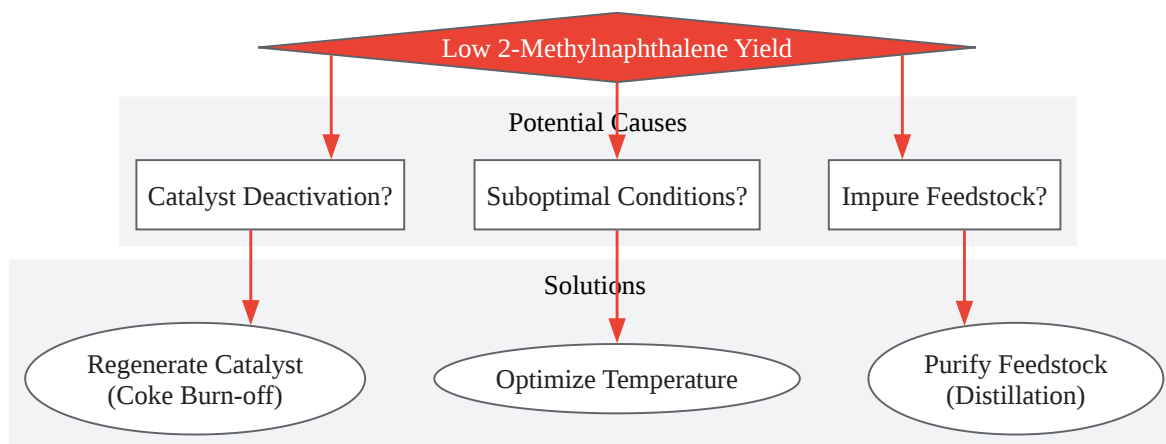 Low 2-Methylnaphthalene Yield
Potential Causes
Catalyst Deactivation?
Suboptimal Conditions?
Impure Feedstock?
Solutions
Regenerate Catalyst
(Coke Burn-off)
Optimize Temperature
Purify Feedstock
(Distillation)